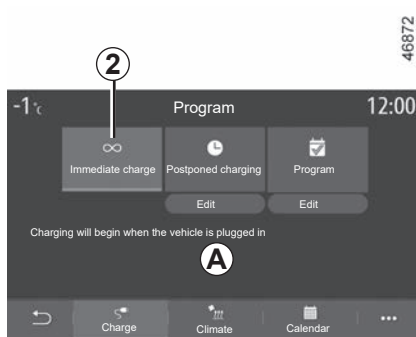 46872
2
-1°C
Program
12:00
Immediate charge
Postponed charging
Program
Edit
Edit
Charging will begin when the vehicle is plugged in
A
Charge
Climate
Calendar